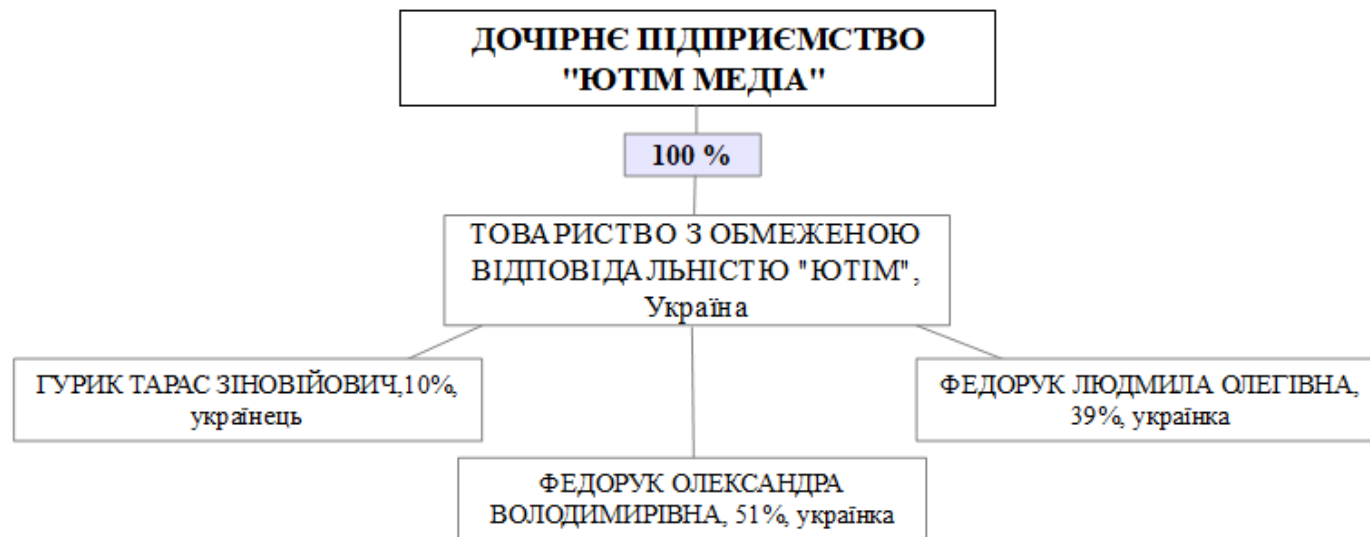 ДОЧІРНЄ ПІДПРИЄМСТВО
"ЮТІМ МЕДІА"
100 %
ТОВАРИСТВО З ОБМЕЖЕНОЮ
ВІДПОВІДАЛЬНІСТЮ "ЮТІМ",
Україна
ГУРИК ТАРАС ЗІНОВІЙОВИЧ,10%,
українець
ФЕДОРУК ЛЮДМИЛА ОЛЕГІВНА,
39%, українка
ФЕДОРУК ОЛЕКСАНДРА
ВОЛОДИМИРІВНА, 51%, українка